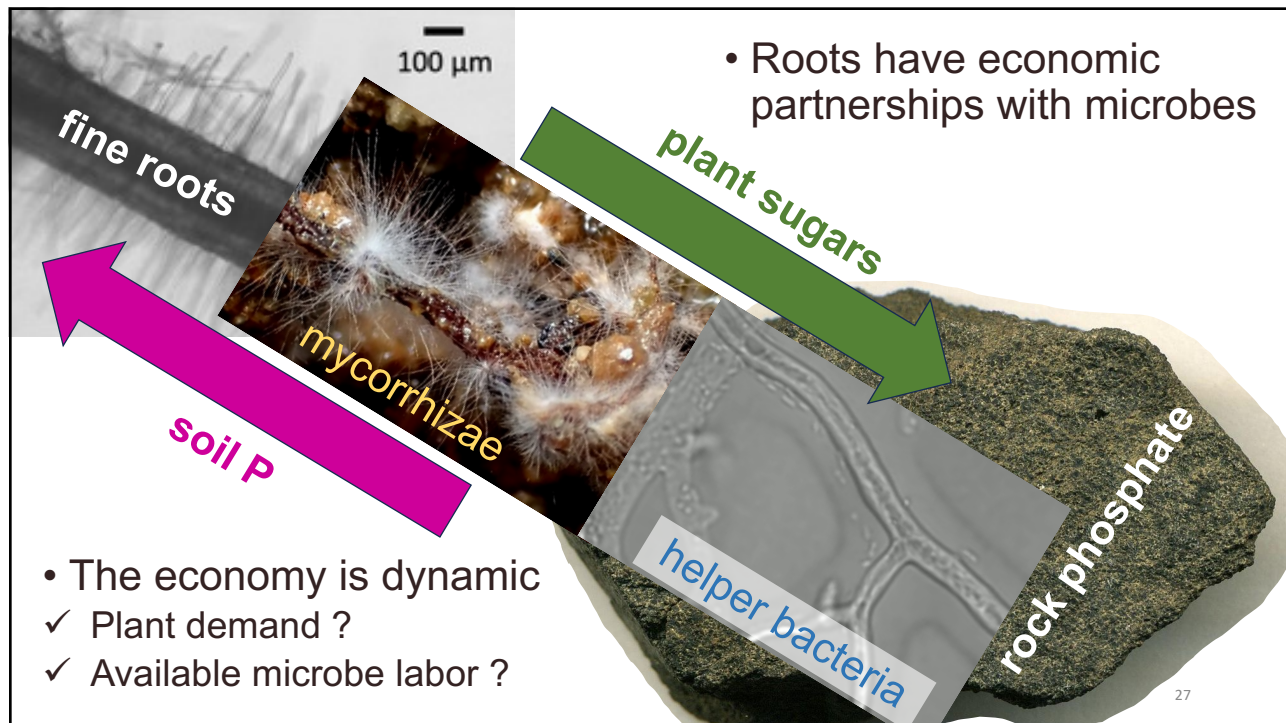 100 µm
fine roots
• Roots have economic
partnerships with microbes
plant sugars
mycorrhizae
soil P
helper bacteria
rock phosphate
• The economy is dynamic
✓ Plant demand ?
✓ Available microbe labor ?
27